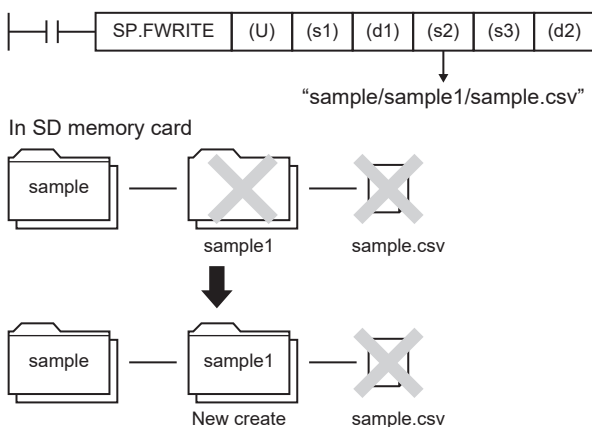 SP.FWRITE (U) (s1) (d1) (s2) (s3) (d2)
“sample/sample1/sample.csv”
In SD memory card
sample
sample1 sample.csv
sample sample1
New create sample.csv